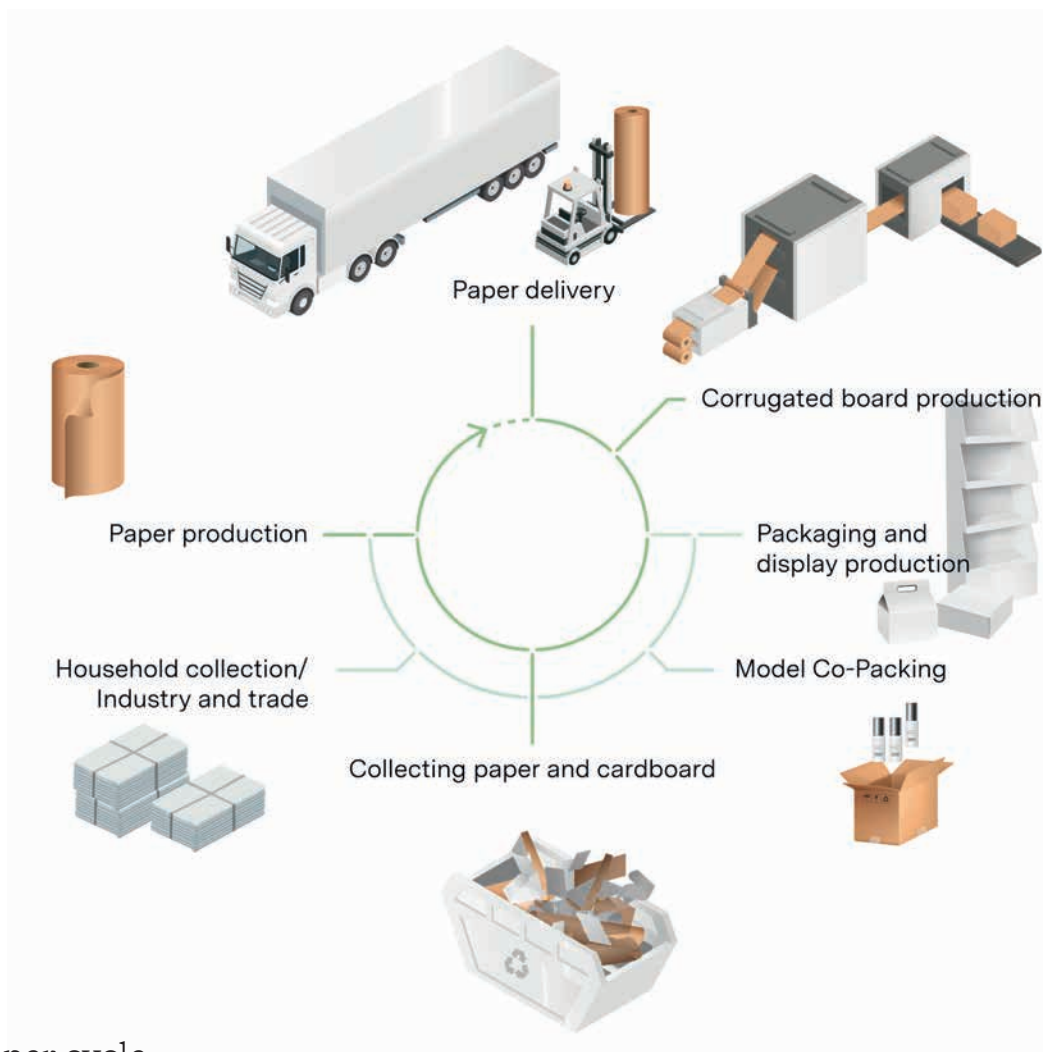 Paper delivery
Corrugated board production
Packaging and
display production
Model Co-Packing
Collecting paper and cardboard
Household collection/
Industry and trade
Paper production